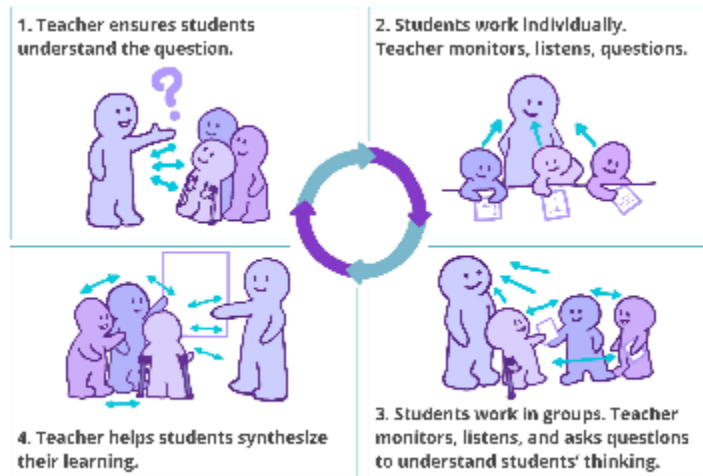 1. Teacher ensures students
understand the question.
?
2. Students work individually.
Teacher monitors, listens, questions.
3. Students work in groups. Teacher
monitors, listens, and asks questions
to understand students' thinking.
4. Teacher helps students synthesize
their learning.